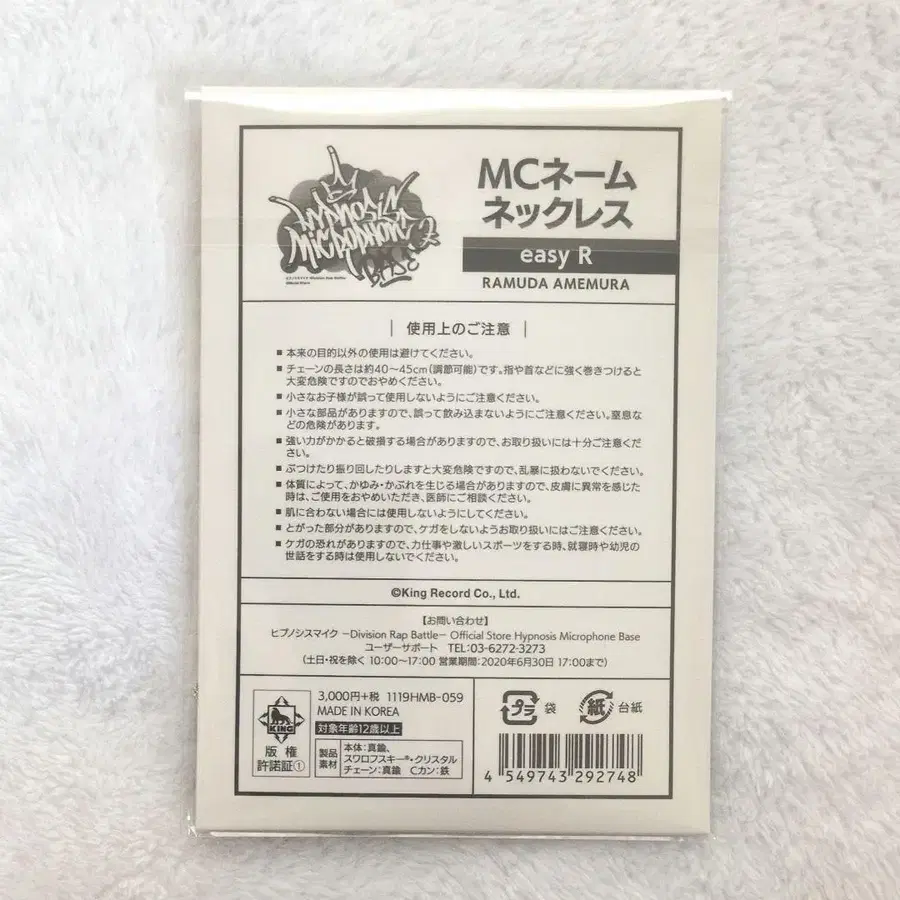 HYPNOSIS
MICROPHONE
BASE
MCネーム
ネックレス
easy R
RAMUDA AMEMURA
使用上のご注意
■ 本来の目的以外の使用は避けてください。
■ チェーンの長さは約40〜45cm(調節可能)です。指や首などに強く巻きつけると
大変危険ですのでおやめください。
■ 小さなお子様が誤って使用しないようにご注意ください。
■ 小さな部品がありますので、誤って飲み込まないようにご注意ください。窒息な
どの危険があります。
■ 強い力がかかると破損する場合がありますので、お取り扱いには十分ご注意くださ
い。
■ ぶつけたり振り回したりしますと大変危険ですので、乱暴に扱わないでください。
■ 体質によって、かゆみ・かぶれを生じる場合がありますので、皮膚に異常を感じた
時は、ご使用をおやめいただき、医師にご相談ください。
■ 肌に合わない場合には使用しないようにしてください。
■ とがった部分がありますので、ケガをしないようお取り扱いにはご注意ください。
■ ケガの恐れがありますので、力仕事や激しいスポーツをする時、就寝時や幼児の
世話をする時は使用しないでください。
©King Record Co., Ltd.
【お問い合わせ】
ヒプノシスマイク −Division Rap Battle− Official Store Hypnosis Microphone Base
ユーザーサポート TEL:03-6272-3273
(土日・祝を除く 10:00〜17:00 営業期間:2020年6月30日 17:00まで)
KING
版権
許諾証①
3,000円+税 1119HMB-059
MADE IN KOREA
対象年齢12歳以上
製品
素材
本体:真鍮、
スワロフスキー®・クリスタル
チェーン:真鍮 Cカン:鉄
プラ 袋
紙 台紙
4 549743 292748